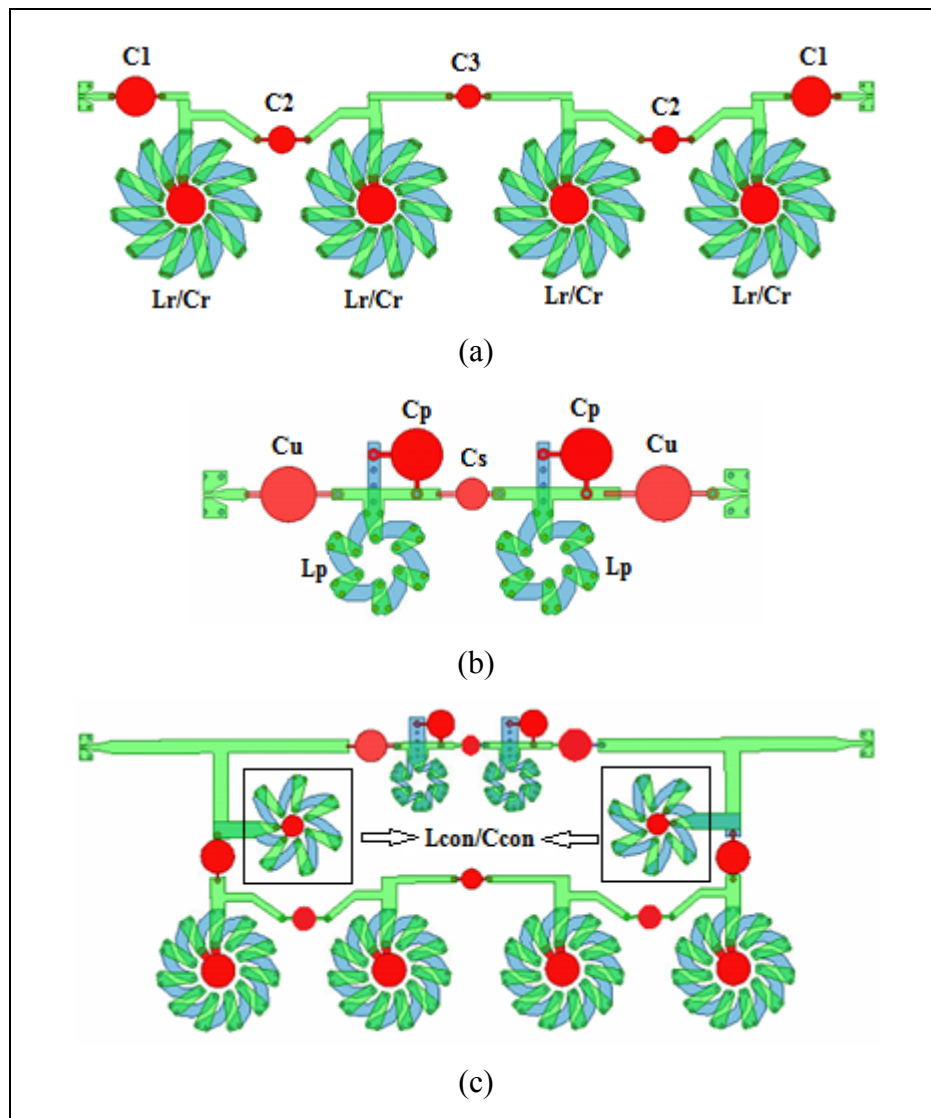 C1 C3 C1
C2 C2
Lr/Cr Lr/Cr Lr/Cr Lr/Cr
(a)
Cp Cp
Cu Cs Cu
Lp Lp
(b)
Lcon/Ccon
(c)